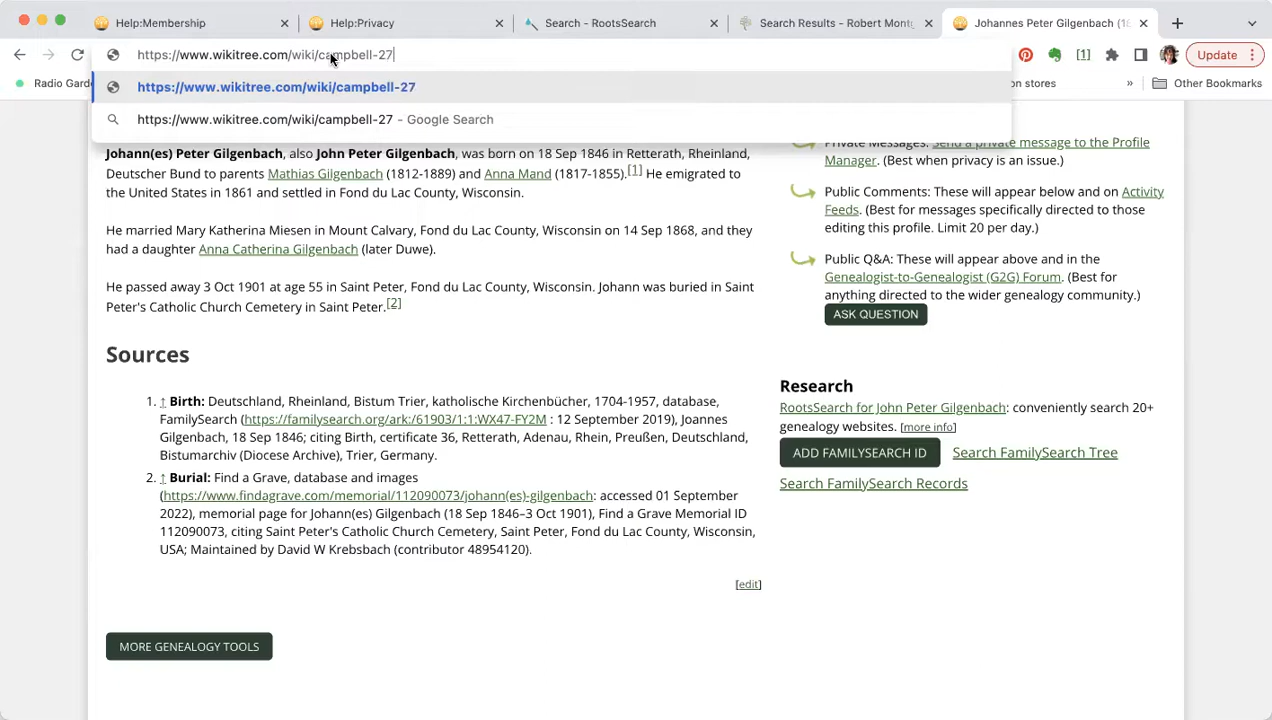 Help:Membership
Help:Privacy
Search - RootsSearch
Search Results - Robert Montg
Johannes Peter Gilgenbach (18
https://www.wikitree.com/wiki/campbell-27
Update
Radio Gard
on stores
»
Other Bookmarks
https://www.wikitree.com/wiki/campbell-27
https://www.wikitree.com/wiki/campbell-27 - Google Search
Johann(es) Peter Gilgenbach, also John Peter Gilgenbach, was born on 18 Sep 1846 in Retterath, Rheinland,
Deutscher Bund to parents Mathias Gilgenbach (1812-1889) and Anna Mand (1817-1855).[1] He emigrated to
the United States in 1861 and settled in Fond du Lac County, Wisconsin.
He married Mary Katherina Miesen in Mount Calvary, Fond du Lac County, Wisconsin on 14 Sep 1868, and they
had a daughter Anna Catherina Gilgenbach (later Duwe).
He passed away 3 Oct 1901 at age 55 in Saint Peter, Fond du Lac County, Wisconsin. Johann was buried in Saint
Peter's Catholic Church Cemetery in Saint Peter.[2]
Sources
1. ↑ Birth: Deutschland, Rheinland, Bistum Trier, katholische Kirchenbücher, 1704-1957, database,
FamilySearch (https://familysearch.org/ark:/61903/1:1:WX47-FY2M : 12 September 2019), Joannes
Gilgenbach, 18 Sep 1846; citing Birth, certificate 36, Retterath, Adenau, Rhein, Preußen, Deutschland,
Bistumarchiv (Diocese Archive), Trier, Germany.
2. ↑ Burial: Find a Grave, database and images
(https://www.findagrave.com/memorial/112090073/johann(es)-gilgenbach: accessed 01 September
2022), memorial page for Johann(es) Gilgenbach (18 Sep 1846–3 Oct 1901), Find a Grave Memorial ID
112090073, citing Saint Peter's Catholic Church Cemetery, Saint Peter, Fond du Lac County, Wisconsin,
USA; Maintained by David W Krebsbach (contributor 48954120).
[edit]
MORE GENEALOGY TOOLS
Private Messages: Send a private message to the Profile
Manager. (Best when privacy is an issue.)
Public Comments: These will appear below and on Activity
Feeds. (Best for messages specifically directed to those
editing this profile. Limit 20 per day.)
Public Q&A: These will appear above and in the
Genealogist-to-Genealogist (G2G) Forum. (Best for
anything directed to the wider genealogy community.)
ASK QUESTION
Research
RootsSearch for John Peter Gilgenbach: conveniently search 20+
genealogy websites. [more info]
ADD FAMILYSEARCH ID Search FamilySearch Tree
Search FamilySearch Records